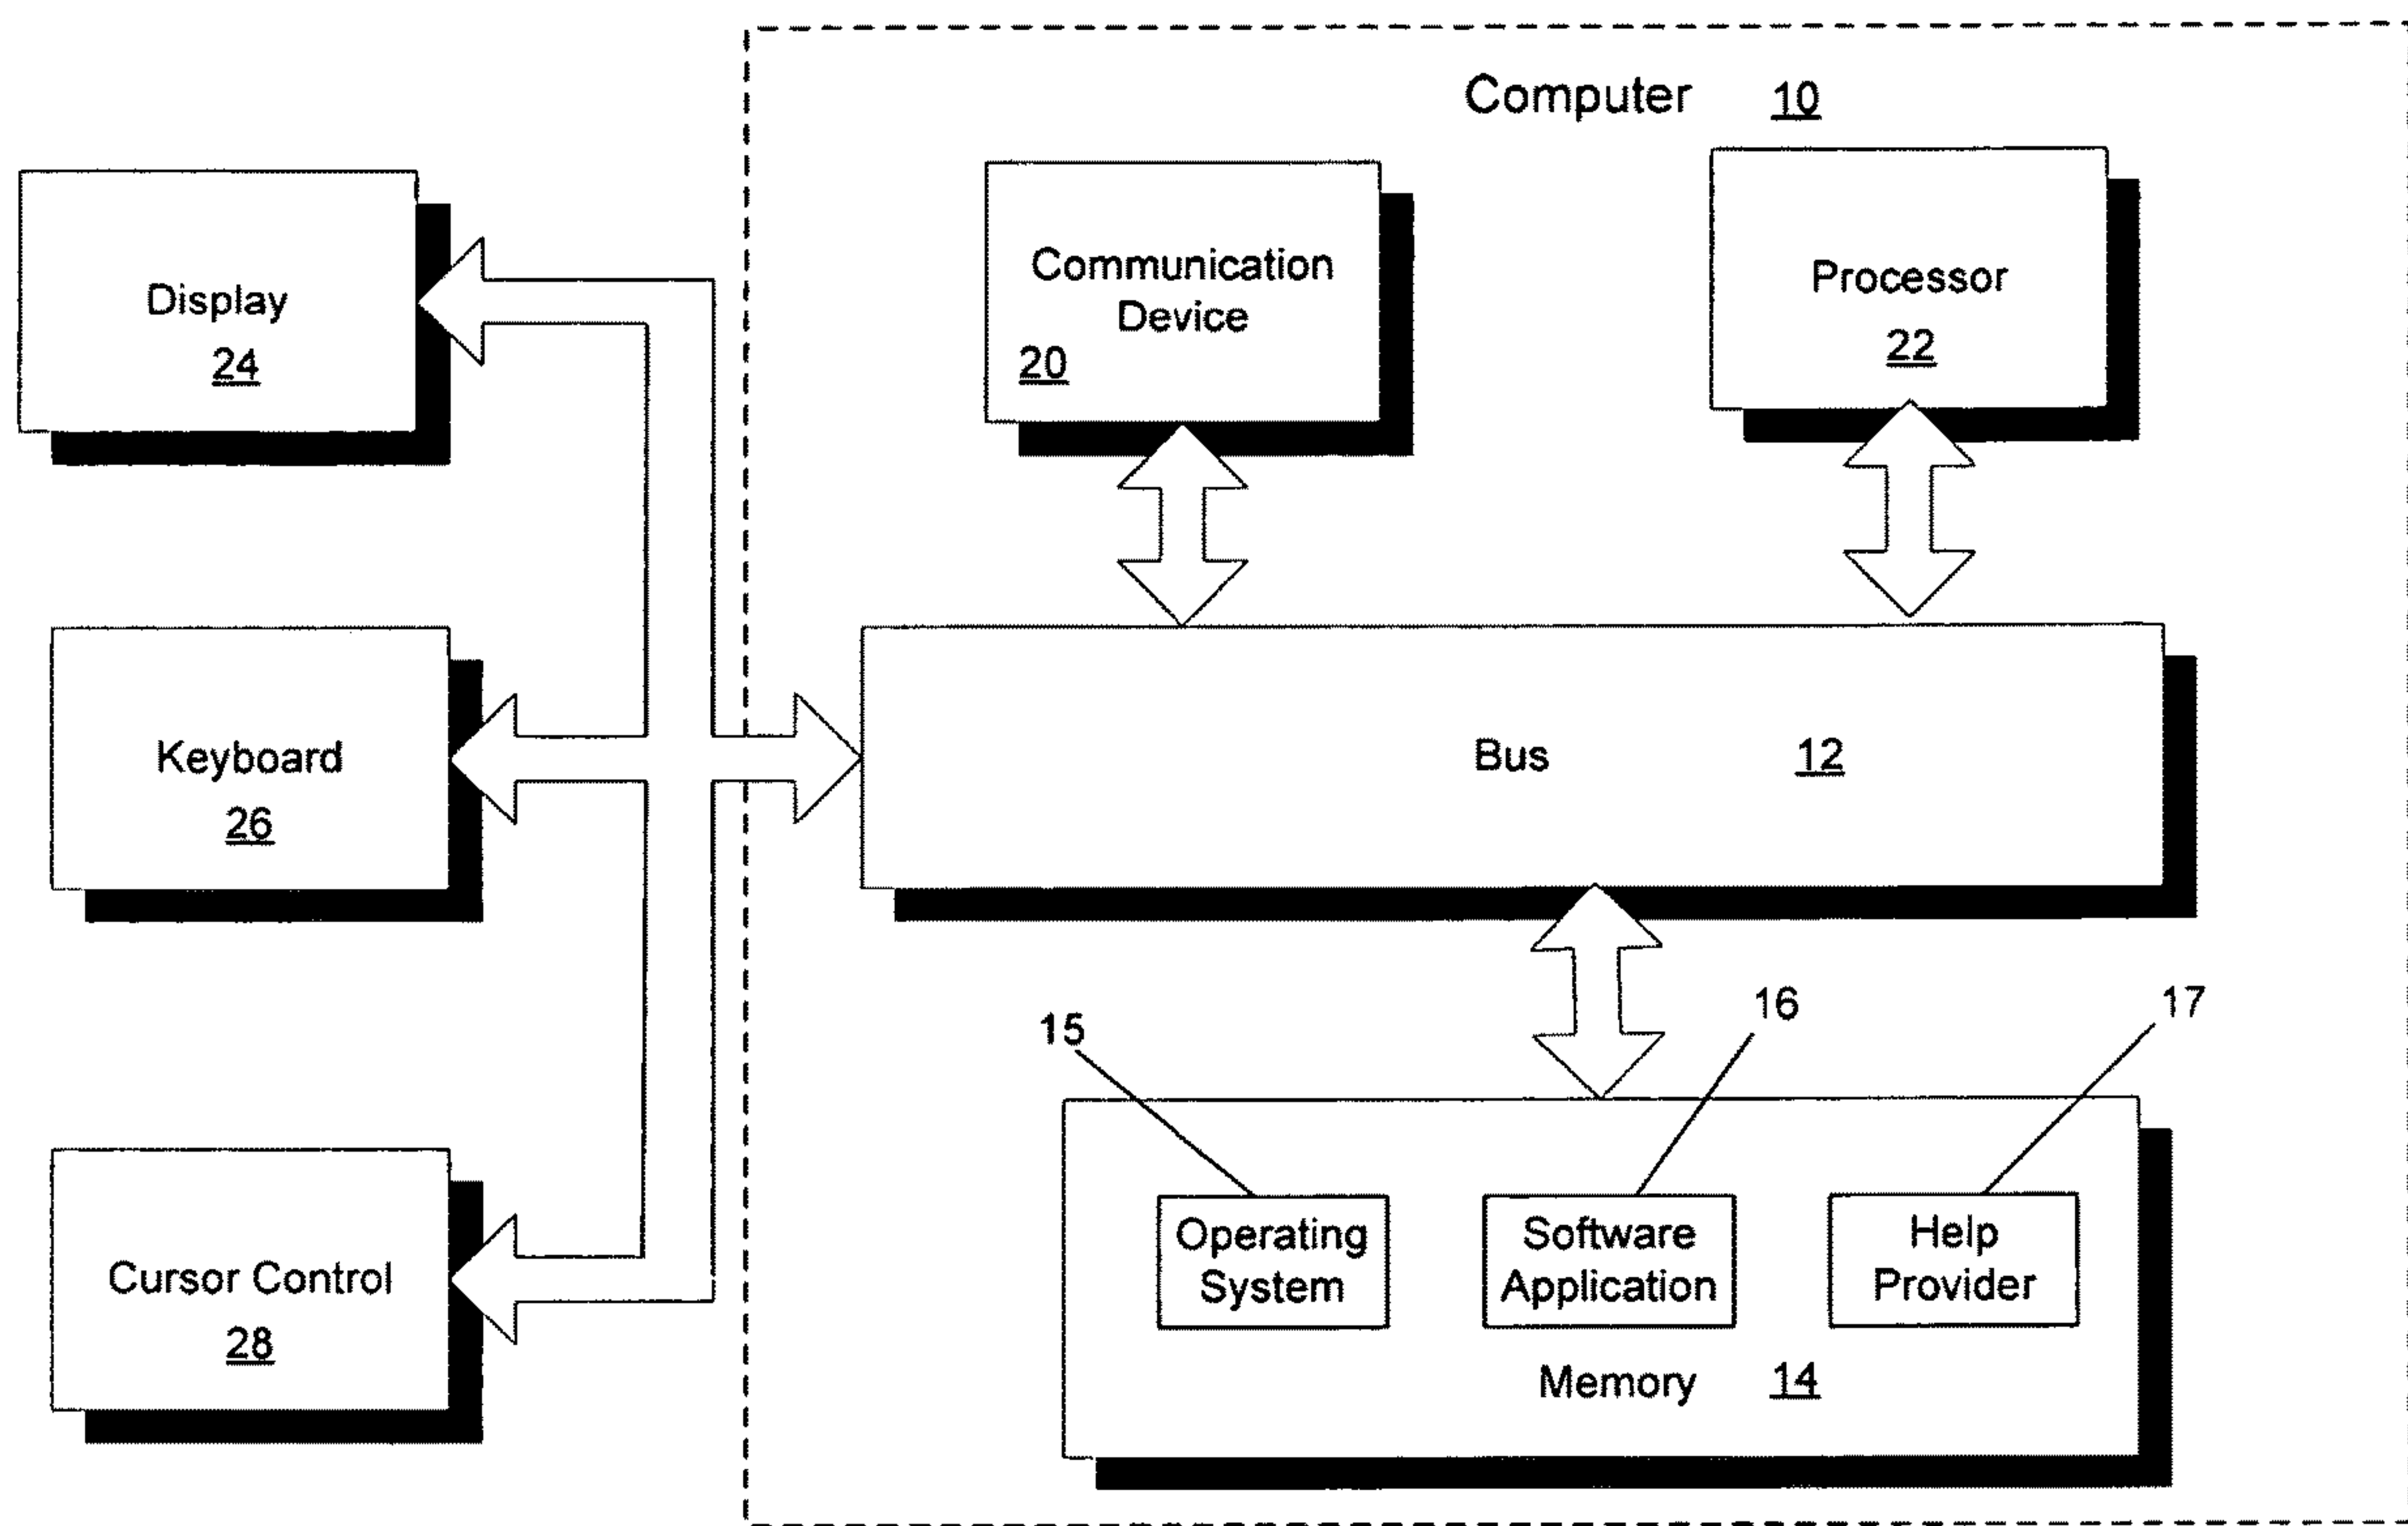 Computer 10
Display
24
Communication
Device
20
Processor
22
Keyboard
26
Bus 12
15
16
17
Operating
System
Software
Application
Help
Provider
Memory 14
Cursor Control
28